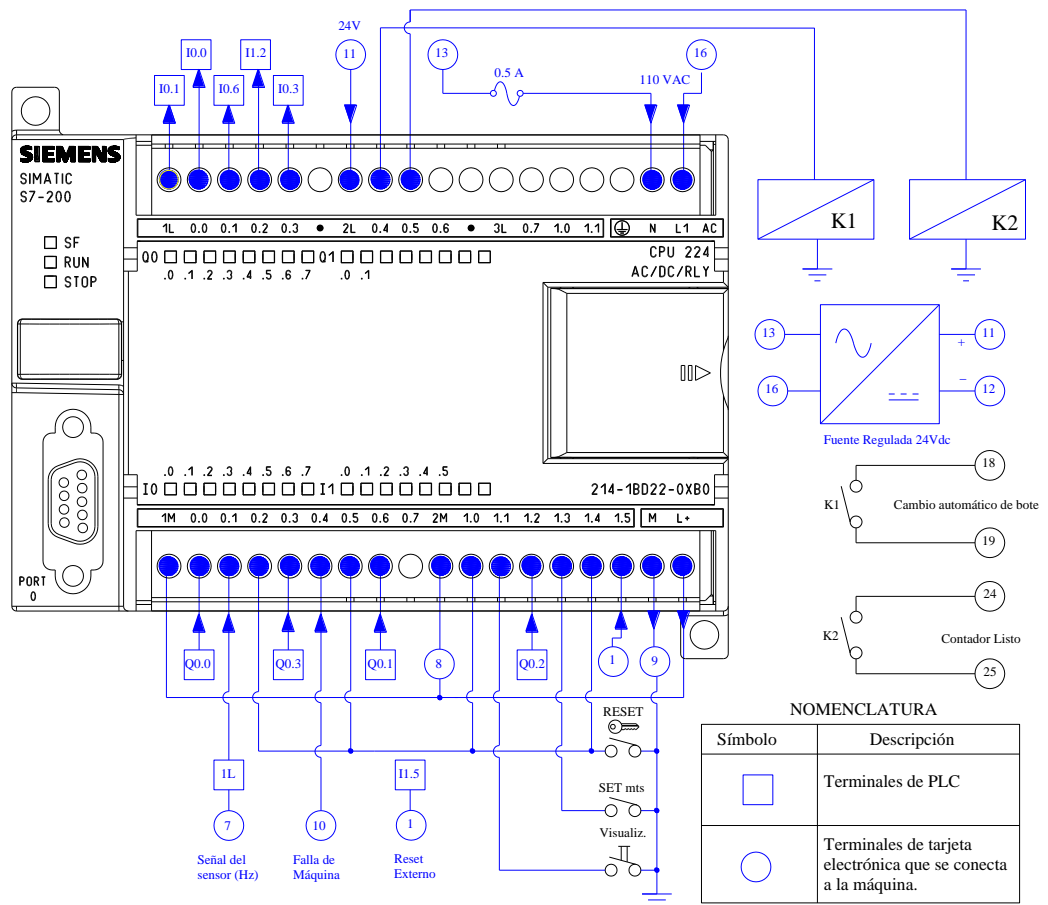 24V
11
13
16
0.5 A
110 VAC
I0.0
I1.2
I0.1
I0.6
I0.3
SIEMENS
SIMATIC
S7-200
SF
RUN
STOP
1L 0.0 0.1 0.2 0.3 • 2L 0.4 0.5 0.6 • 3L 0.7 1.0 1.1 N L1 AC
Q0 Q1
.0 .1 .2 .3 .4 .5 .6 .7 .0 .1
CPU 224
AC/DC/RLY
K1
K2
13
16
11
12
+
−
Fuente Regulada 24Vdc
18
K1
Cambio automático de bote
19
24
K2
Contador Listo
25
.0 .1 .2 .3 .4 .5 .6 .7 .0 .1 .2 .3 .4 .5
I0 I1
214-1BD22-0XB0
1M 0.0 0.1 0.2 0.3 0.4 0.5 0.6 0.7 2M 1.0 1.1 1.2 1.3 1.4 1.5 M L+
PORT
0
Q0.0
Q0.3
Q0.1
8
Q0.2
1
9
RESET
SET mts
Visualiz.
1L
I1.5
7
10
1
Señal del
sensor (Hz)
Falla de
Máquina
Reset
Externo
NOMENCLATURA
Símbolo
Descripción
Terminales de PLC
Terminales de tarjeta
electrónica que se conecta
a la máquina.